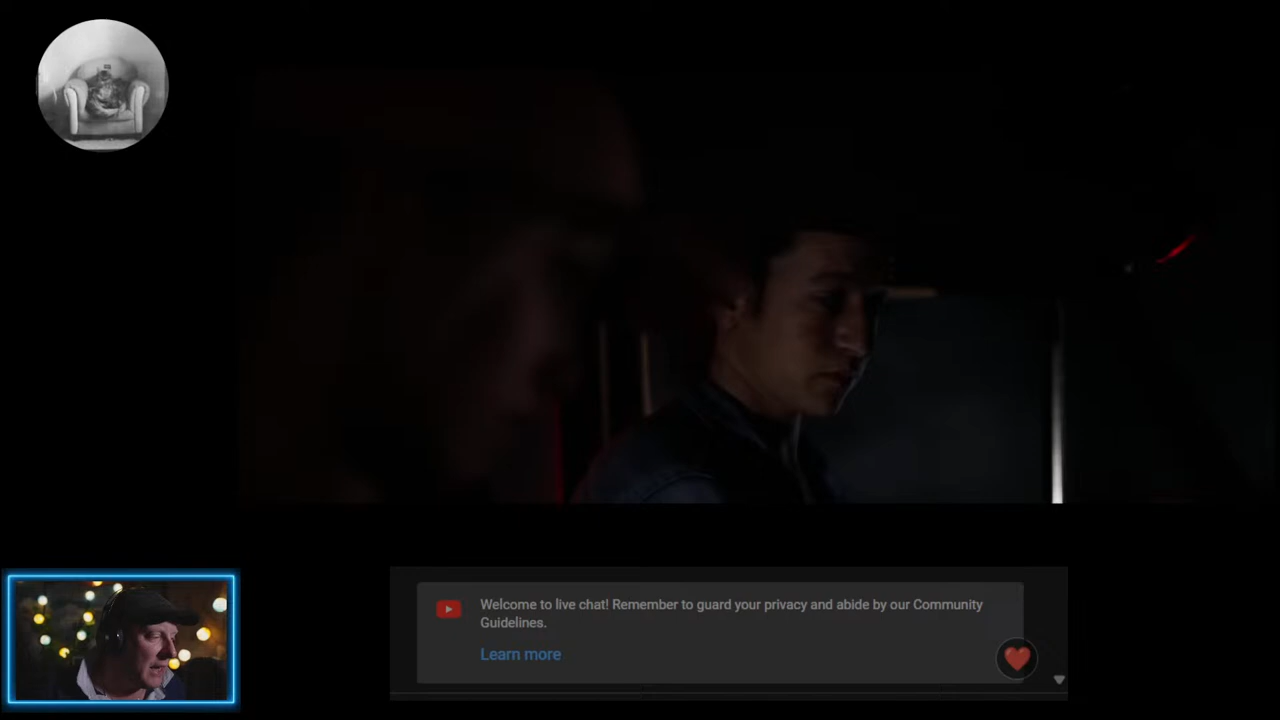 Welcome to live chat! Remember to guard your privacy and abide by our Community
Guidelines.
Learn more